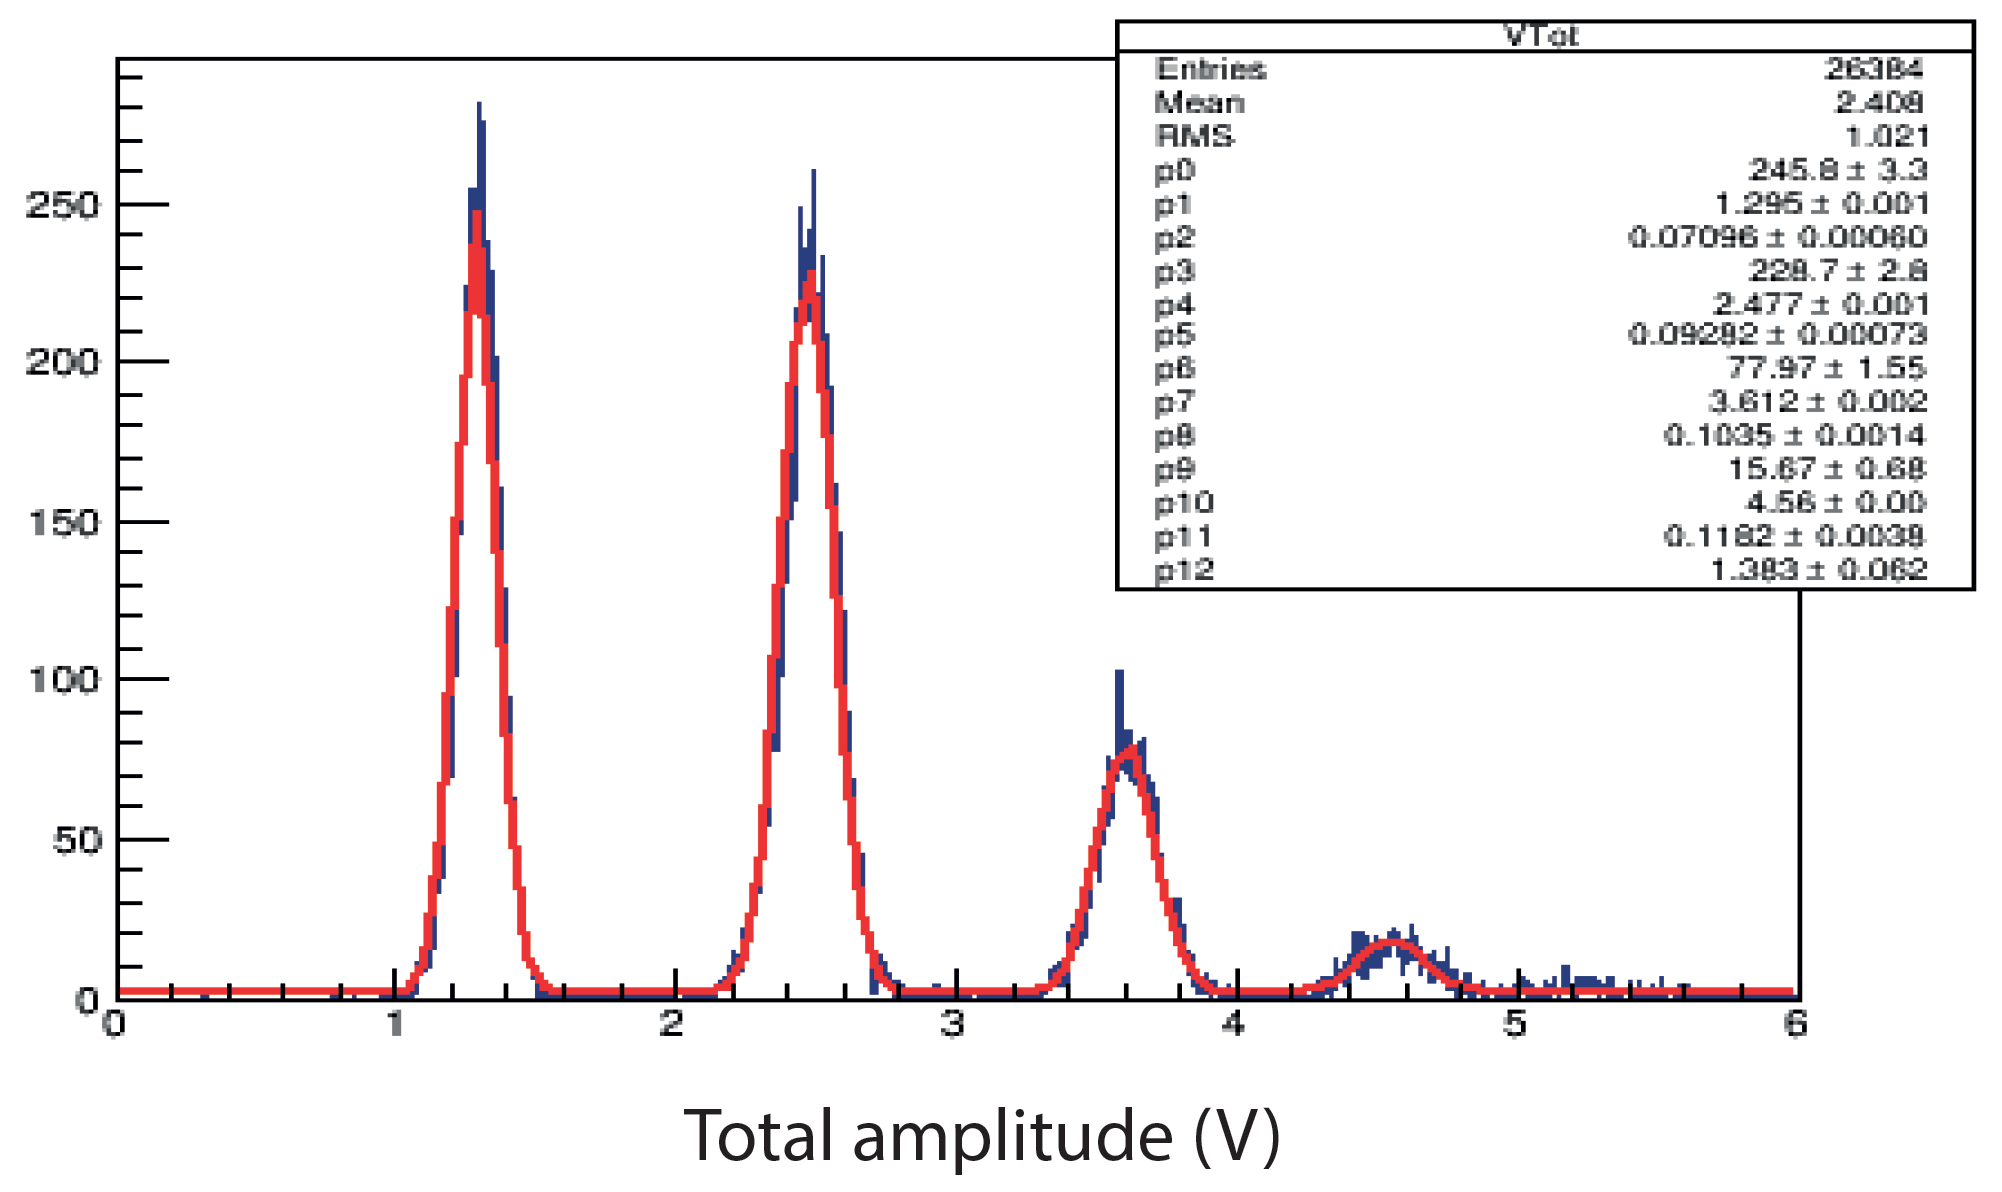 VTot
Entries 26384
Mean 2.408
RMS 1.021
p0 245.8 ± 3.3
p1 1.295 ± 0.001
p2 0.07096 ± 0.00060
p3 228.7 ± 2.8
p4 2.477 ± 0.001
p5 0.09282 ± 0.00073
p6 77.97 ± 1.55
p7 3.612 ± 0.002
p8 0.1035 ± 0.0014
p9 15.67 ± 0.68
p10 4.56 ± 0.00
p11 0.1182 ± 0.0038
p12 1.383 ± 0.062
250
200
150
100
50
0
0 1 2 3 4 5 6
Total amplitude (V)